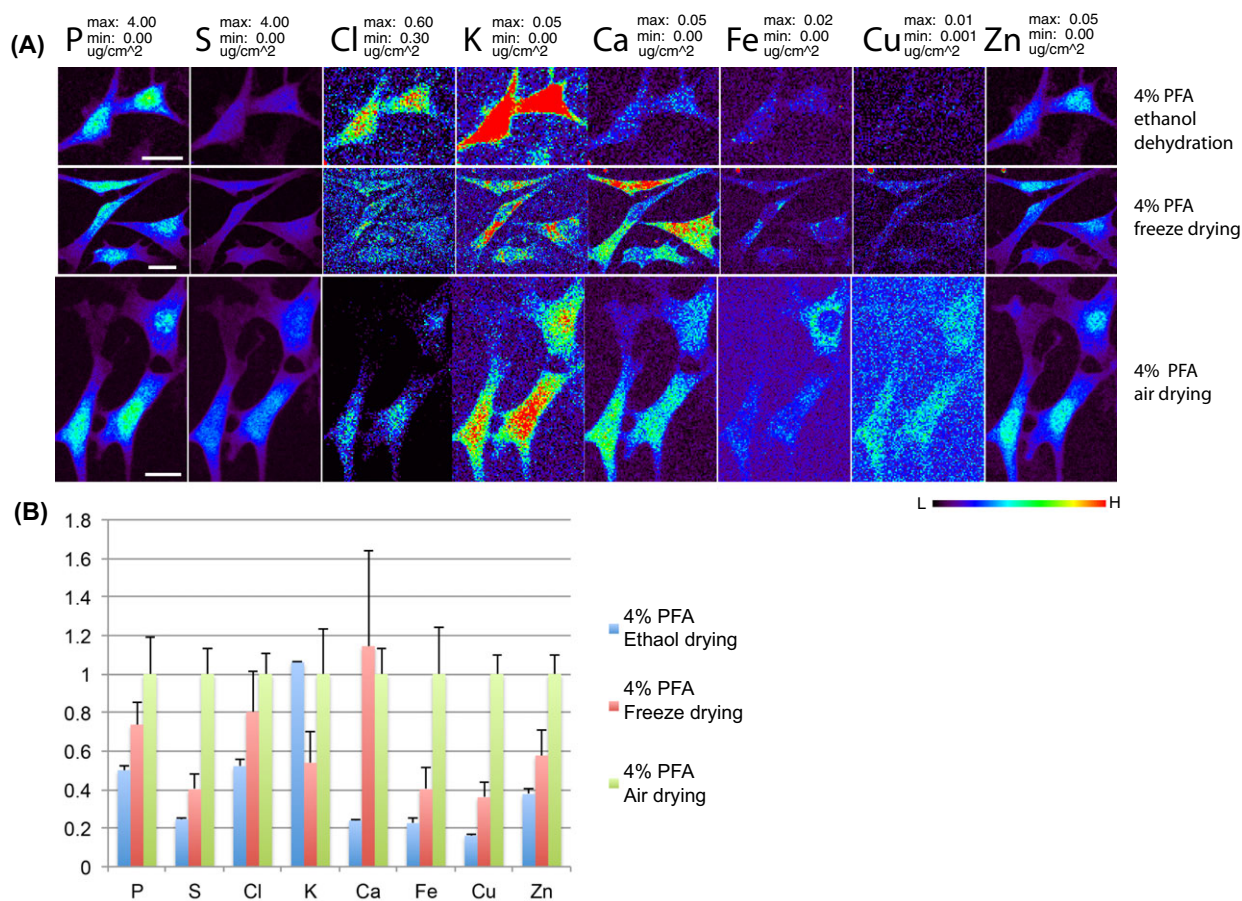 (A)
P max: 4.00 min: 0.00 ug/cm^2
S max: 4.00 min: 0.00 ug/cm^2
Cl max: 0.60 min: 0.30 ug/cm^2
K max: 0.05 min: 0.00 ug/cm^2
Ca max: 0.05 min: 0.00 ug/cm^2
Fe max: 0.02 min: 0.00 ug/cm^2
Cu max: 0.01 min: 0.001 ug/cm^2
Zn max: 0.05 min: 0.00 ug/cm^2
4% PFA
ethanol
dehydration
4% PFA
freeze drying
4% PFA
air drying
L H
(B)
1.8
1.6
1.4
1.2
1
0.8
0.6
0.4
0.2
0
P S Cl K Ca Fe Cu Zn
4% PFA
Ethaol drying
4% PFA
Freeze drying
4% PFA
Air drying